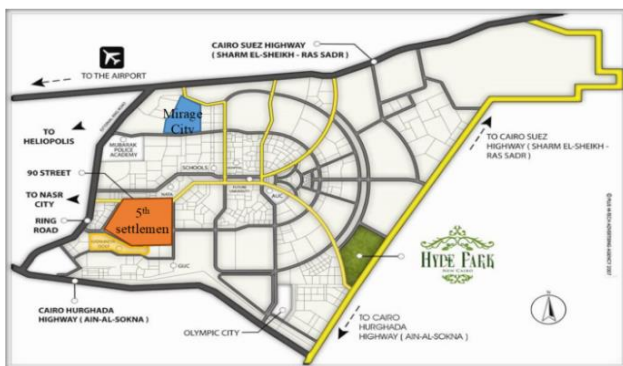 CAIRO SUEZ HIGHWAY
( SHARM EL-SHEIKH - RAS SADR )
TO THE AIRPORT
Mirage
City
TO
HELIOPOLIS
MUBARAK
POLICE
ACADEMY
TO CAIRO SUEZ
HIGHWAY ( SHARM EL-SHEIKH -
RAS SADR )
SCHOOLS
FUTURE
UNIVERSITY
90 STREET
AUC
TO NASR
CITY
5th
settlemen
RING
ROAD
HYDE PARK
NEW CAIRO
GUC
CAIRO HURGHADA
HIGHWAY ( AIN-AL-SOKNA )
OLYMPIC CITY
TO CAIRO
HURGHADA
HIGHWAY ( AIN-AL-SOKNA )
N